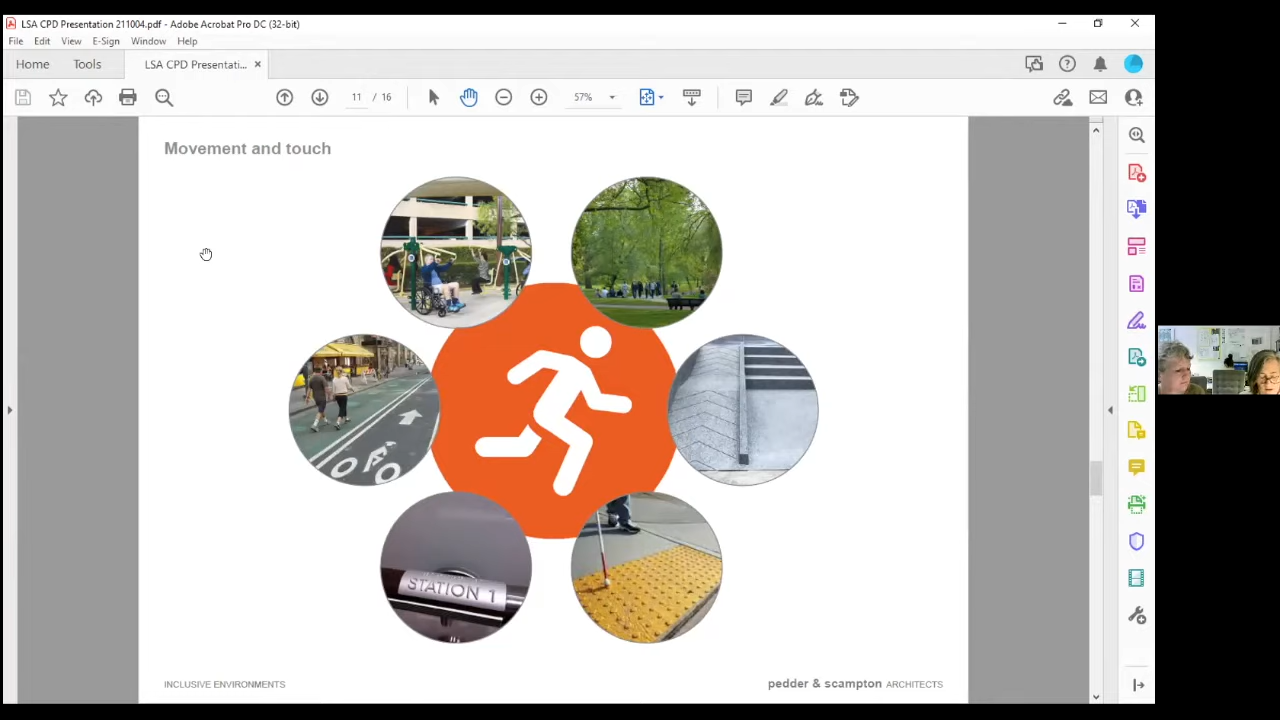 LSA CPD Presentation 211004.pdf - Adobe Acrobat Pro DC (32-bit)
File Edit View E-Sign Window Help
Home Tools LSA CPD Presentati... ×
11 / 16 57%
Movement and touch
STATION 1
INCLUSIVE ENVIRONMENTS
pedder & scampton ARCHITECTS